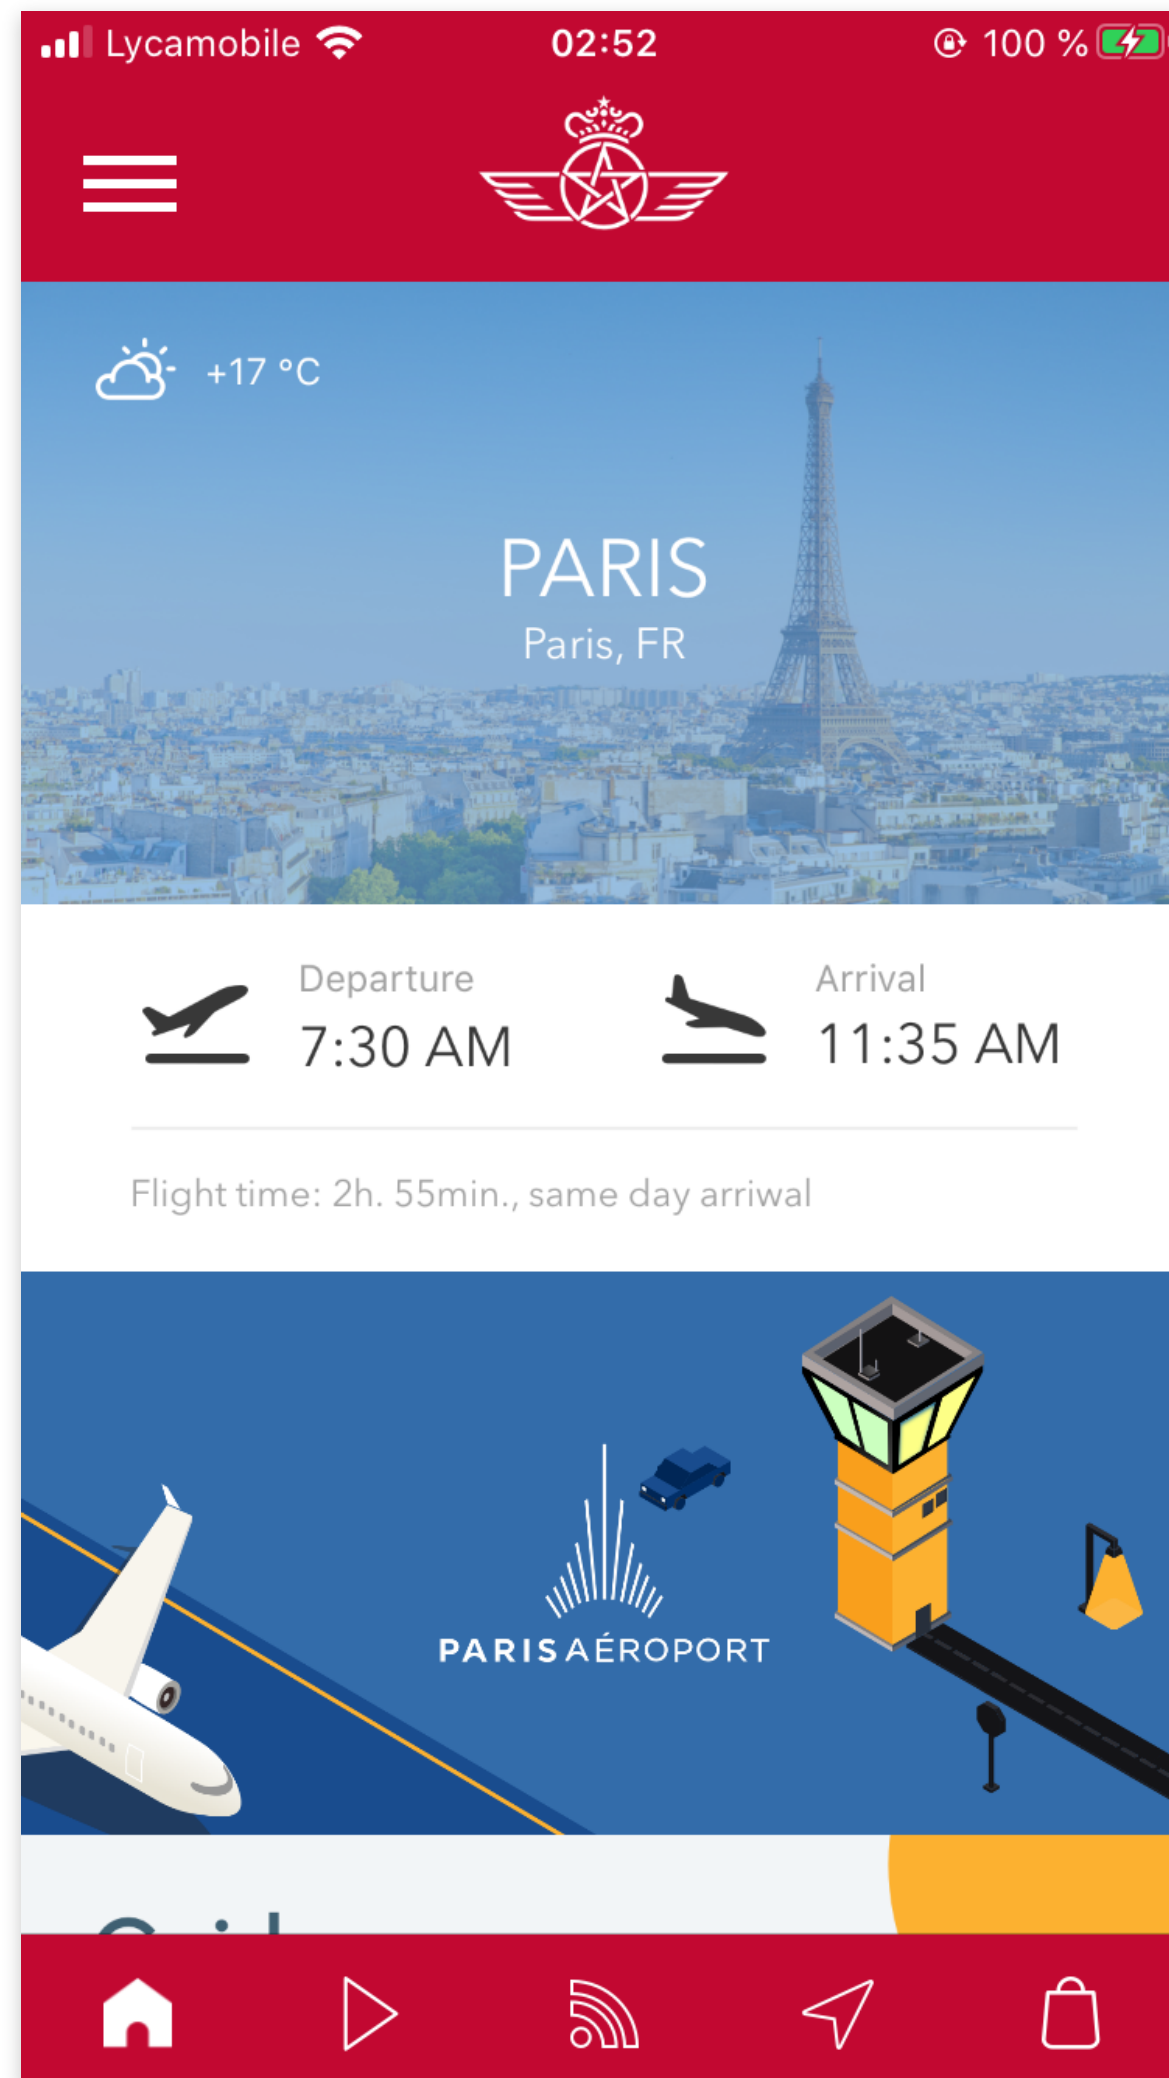 Lycamobile
02:52
100 %
+17 °C
PARIS
Paris, FR
Departure
7:30 AM
Arrival
11:35 AM
Flight time: 2h. 55min., same day arriwal
PARIS AÉROPORT